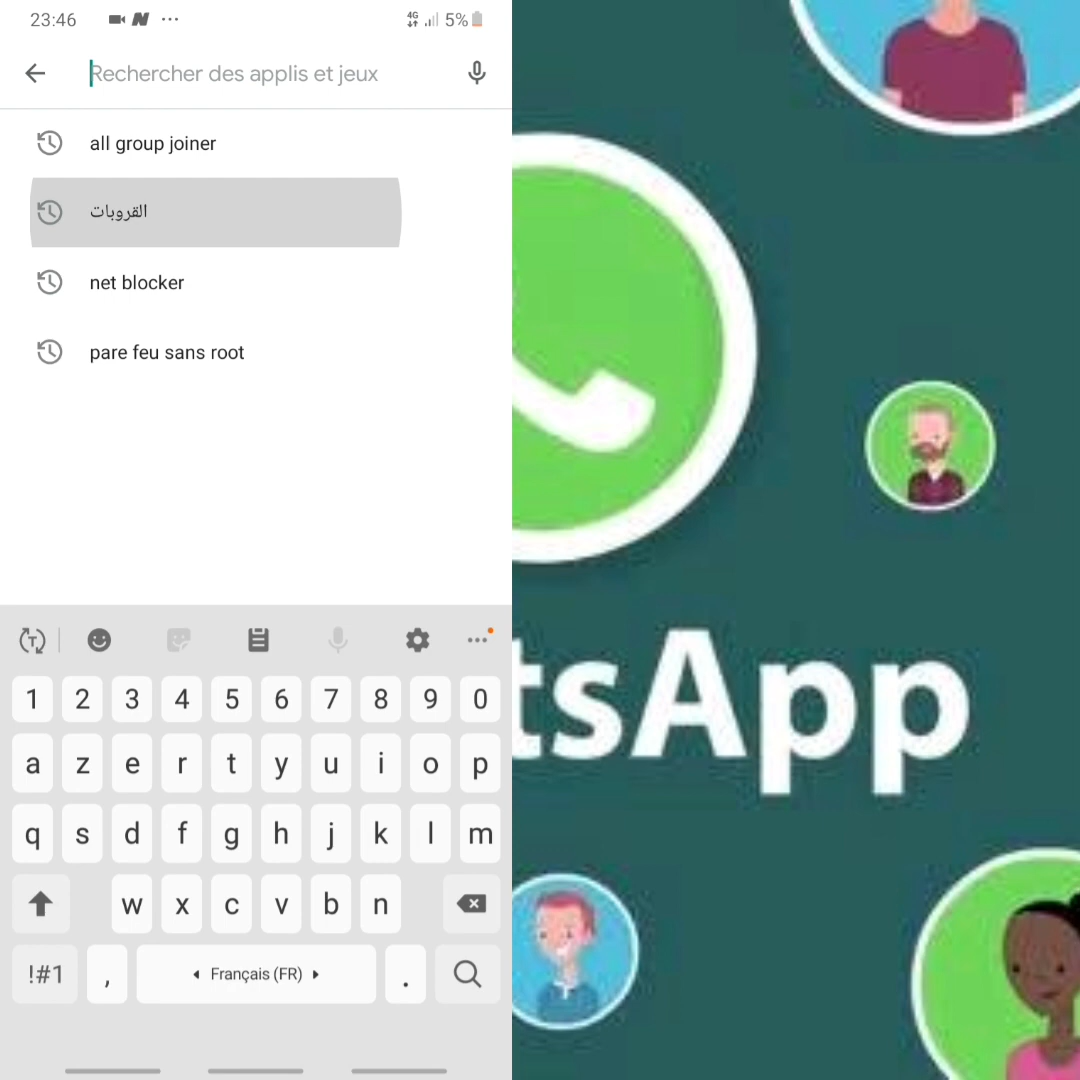 23:46
4G 5%
Rechercher des applis et jeux
all group joiner
القروبات
net blocker
pare feu sans root
tsApp
T
1 2 3 4 5 6 7 8 9 0
a z e r t y u i o p
q s d f g h j k l m
w x c v b n
!#1 , Français (FR) .